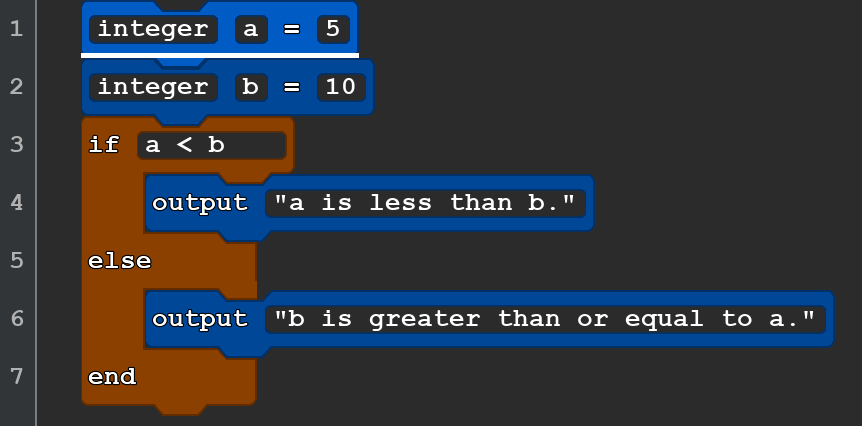 1 integer a = 5
2 integer b = 10
3 if a < b
4 output "a is less than b."
5 else
6 output "b is greater than or equal to a."
7 end